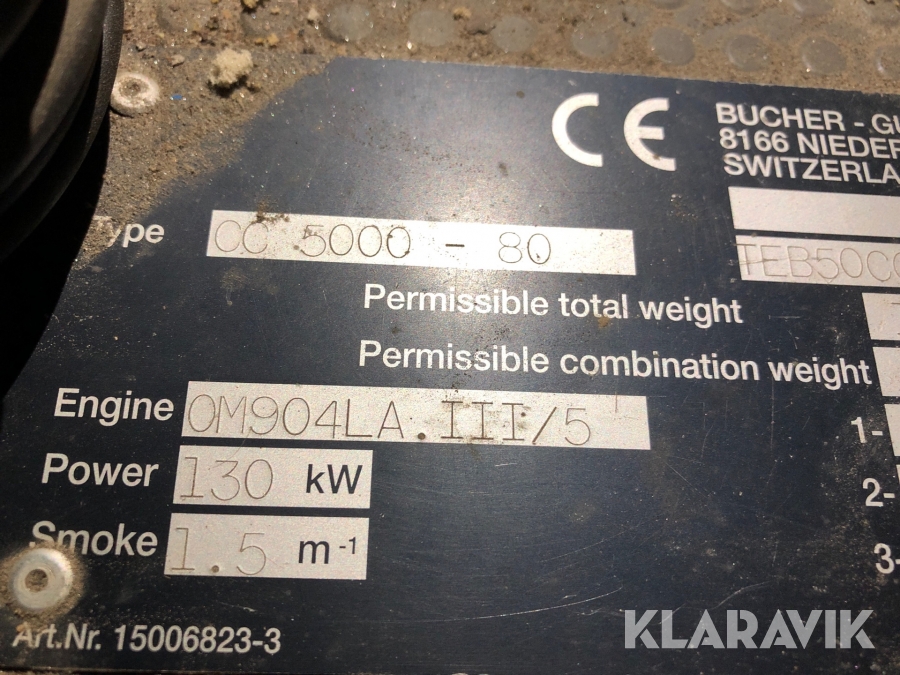 CE
BUCHER - GU
8166 NIEDER
SWITZERLA
Type CC 5000 - 80
TEB50CC
Permissible total weight
Permissible combination weight
Engine OM904LA.III/5
1-
Power 130 kW
2-
Smoke 1.5 m-1
3-
Art.Nr. 15006823-3
KLARAVIK